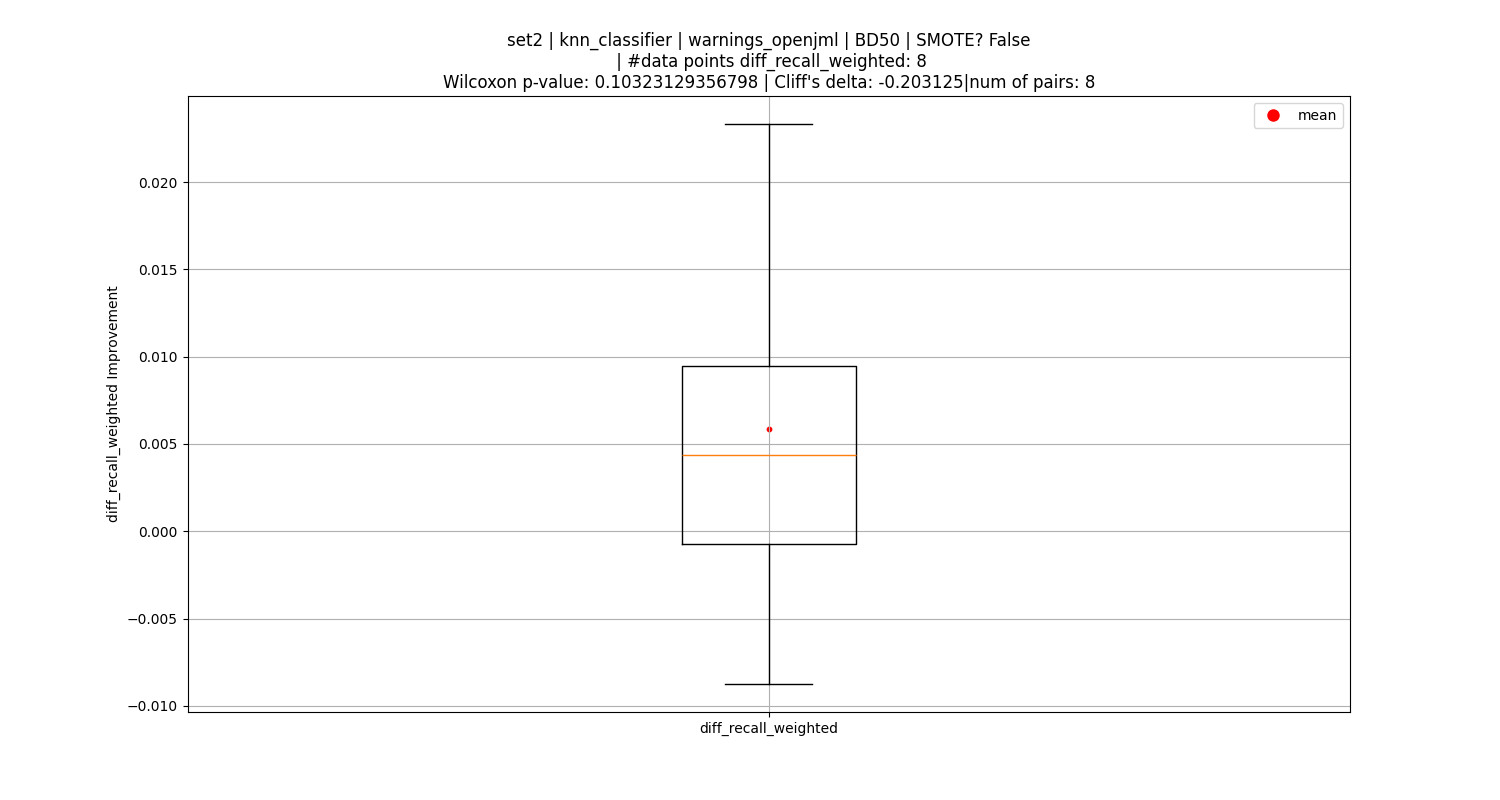 set2 | knn_classifier | warnings_openjml | BD50 | SMOTE? False
| #data points diff_recall_weighted: 8
Wilcoxon p-value: 0.10323129356798 | Cliff's delta: -0.203125|num of pairs: 8
mean
0.020
0.015
0.010
0.005
0.000
−0.005
−0.010
diff_recall_weighted Improvement
diff_recall_weighted